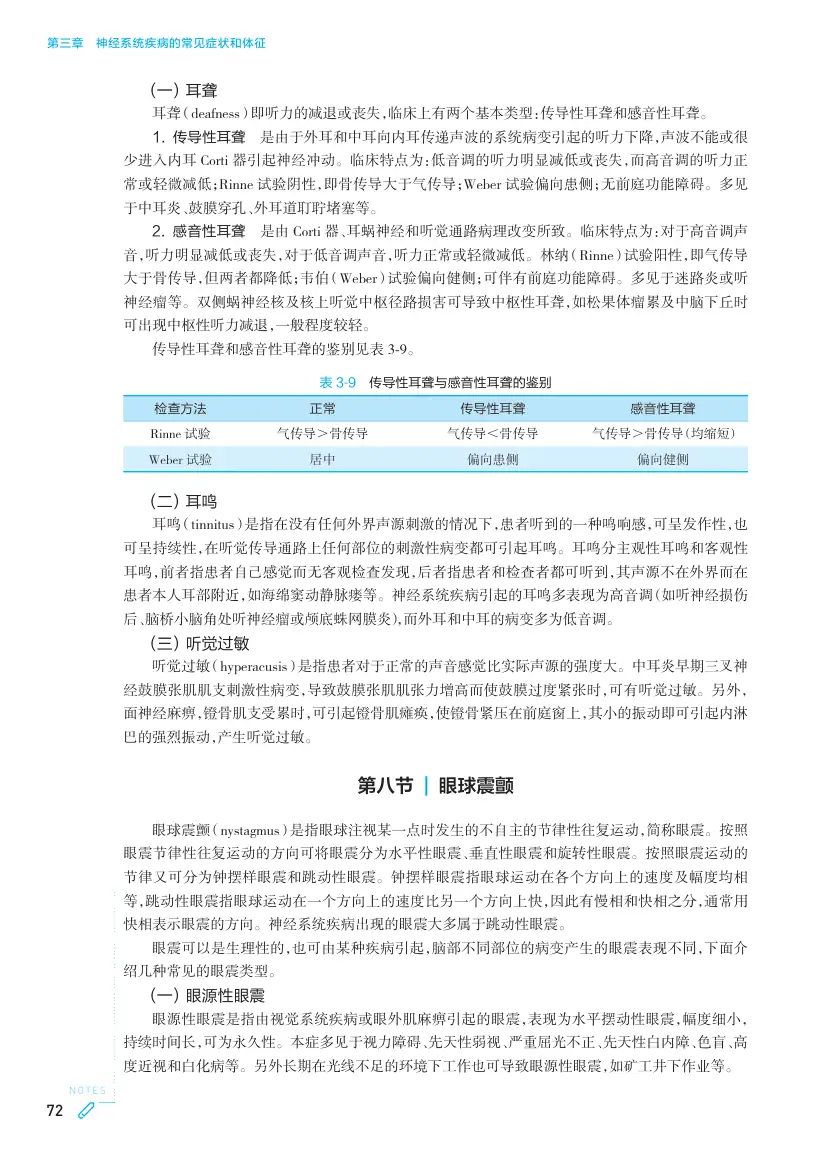 第三章　神经系统疾病的常见症状和体征
（一）耳聋
耳聋（deafness）即听力的减退或丧失，临床上有两个基本类型：传导性耳聋和感音性耳聋。
1. 传导性耳聋　是由于外耳和中耳向内耳传递声波的系统病变引起的听力下降，声波不能或很
少进入内耳 Corti 器引起神经冲动。临床特点为：低音调的听力明显减低或丧失，而高音调的听力正
常或轻微减低；Rinne 试验阴性，即骨传导大于气传导；Weber 试验偏向患侧；无前庭功能障碍。多见
于中耳炎、鼓膜穿孔、外耳道耵聍堵塞等。
2. 感音性耳聋　是由 Corti 器、耳蜗神经和听觉通路病理改变所致。临床特点为：对于高音调声
音，听力明显减低或丧失，对于低音调声音，听力正常或轻微减低。林纳（Rinne）试验阳性，即气传导
大于骨传导，但两者都降低；韦伯（Weber）试验偏向健侧；可伴有前庭功能障碍。多见于迷路炎或听
神经瘤等。双侧蜗神经核及核上听觉中枢径路损害可导致中枢性耳聋，如松果体瘤累及中脑下丘时
可出现中枢性听力减退，一般程度较轻。
传导性耳聋和感音性耳聋的鉴别见表 3-9。
表 3-9　传导性耳聋与感音性耳聋的鉴别
检查方法　正常　传导性耳聋　感音性耳聋
Rinne 试验　气传导＞骨传导　气传导＜骨传导　气传导＞骨传导（均缩短）
Weber 试验　居中　偏向患侧　偏向健侧
（二）耳鸣
耳鸣（tinnitus）是指在没有任何外界声源刺激的情况下，患者听到的一种鸣响感，可呈发作性，也
可呈持续性，在听觉传导通路上任何部位的刺激性病变都可引起耳鸣。耳鸣分主观性耳鸣和客观性
耳鸣，前者指患者自己感觉而无客观检查发现，后者指患者和检查者都可听到，其声源不在外界而在
患者本人耳部附近，如海绵窦动静脉瘘等。神经系统疾病引起的耳鸣多表现为高音调（如听神经损伤
后、脑桥小脑角处听神经瘤或颅底蛛网膜炎），而外耳和中耳的病变多为低音调。
（三）听觉过敏
听觉过敏（hyperacusis）是指患者对于正常的声音感觉比实际声源的强度大。中耳炎早期三叉神
经鼓膜张肌肌支刺激性病变，导致鼓膜张肌肌张力增高而使鼓膜过度紧张时，可有听觉过敏。另外，
面神经麻痹，镫骨肌支受累时，可引起镫骨肌瘫痪，使镫骨紧压在前庭窗上，其小的振动即可引起内淋
巴的强烈振动，产生听觉过敏。
第八节｜眼球震颤
眼球震颤（nystagmus）是指眼球注视某一点时发生的不自主的节律性往复运动，简称眼震。按照
眼震节律性往复运动的方向可将眼震分为水平性眼震、垂直性眼震和旋转性眼震。按照眼震运动的
节律又可分为钟摆样眼震和跳动性眼震。钟摆样眼震指眼球运动在各个方向上的速度及幅度均相
等，跳动性眼震指眼球运动在一个方向上的速度比另一个方向上快，因此有慢相和快相之分，通常用
快相表示眼震的方向。神经系统疾病出现的眼震大多属于跳动性眼震。
眼震可以是生理性的，也可由某种疾病引起，脑部不同部位的病变产生的眼震表现不同，下面介
绍几种常见的眼震类型。
（一）眼源性眼震
眼源性眼震是指由视觉系统疾病或眼外肌麻痹引起的眼震，表现为水平摆动性眼震，幅度细小，
持续时间长，可为永久性。本症多见于视力障碍、先天性弱视、严重屈光不正、先天性白内障、色盲、高
度近视和白化病等。另外长期在光线不足的环境下工作也可导致眼源性眼震，如矿工井下作业等。
NOTES
72